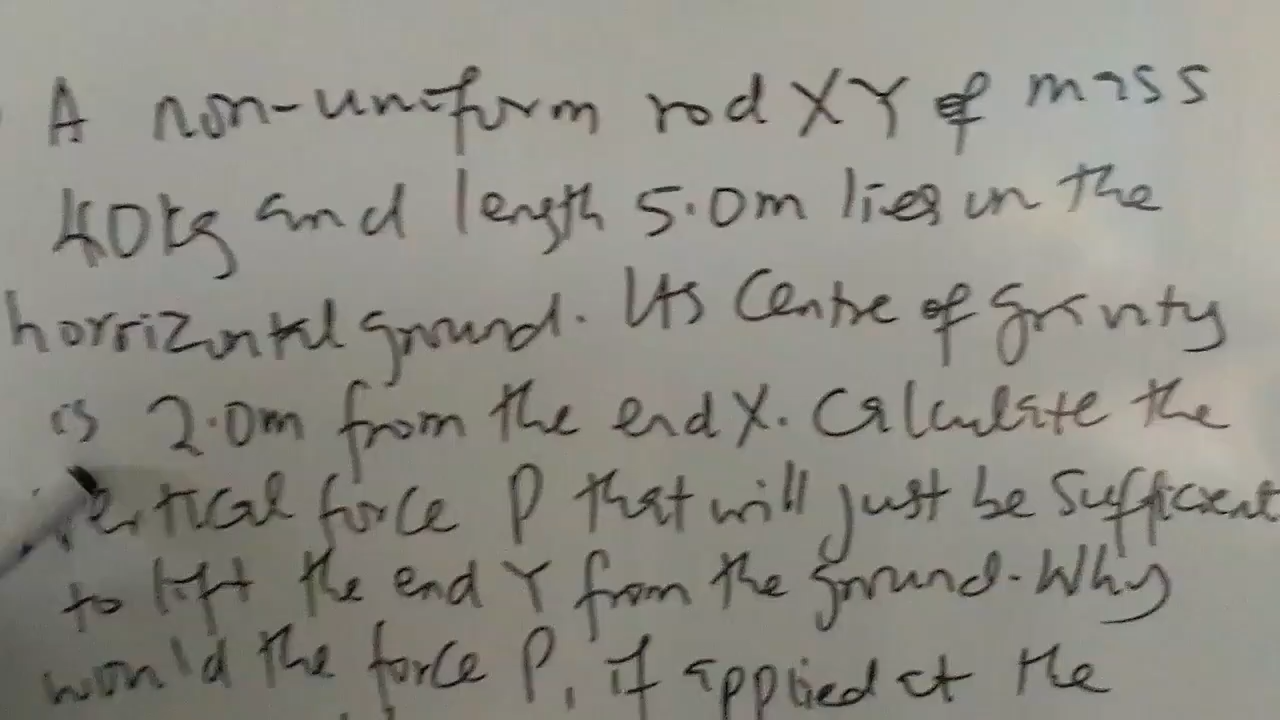 A non-uniform rod XY of mass
40kg and length 5.0m lies on the
horrizontal ground. Its Centre of gravity
is 2.0m from the end X. Calculate the
vertical force P that will just be sufficient
to lift the end Y from the ground. Why
would the force P, if applied at the